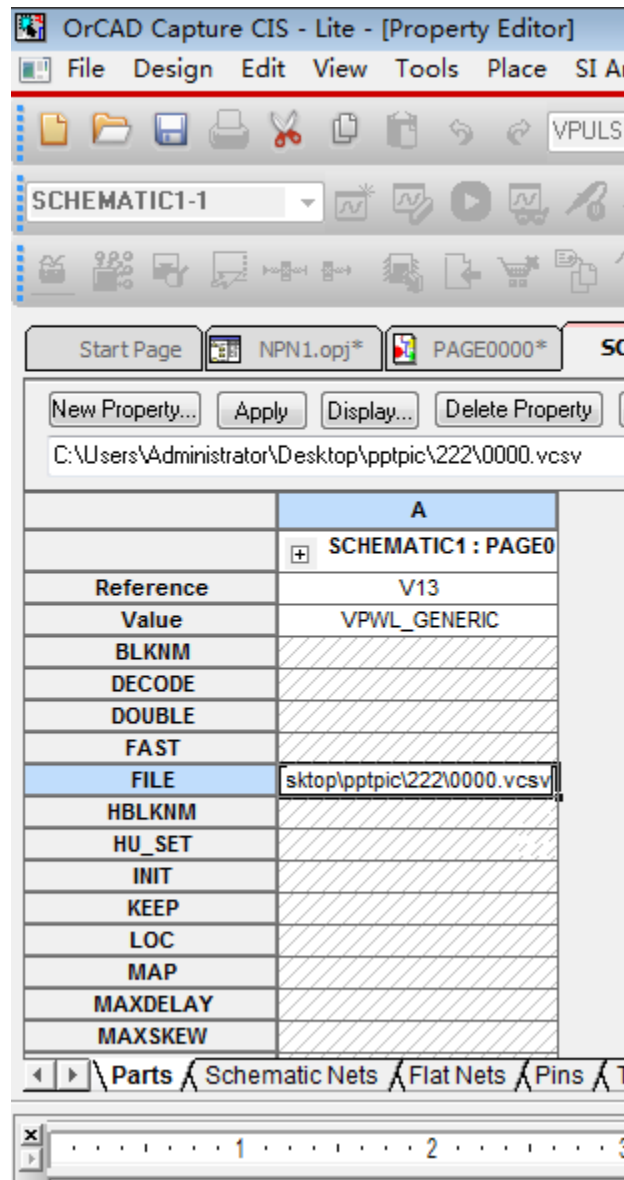 OrCAD Capture CIS - Lite - [Property Editor]
File Design Edit View Tools Place SI
VPULS
SCHEMATIC1-1
Start Page NPN1.opj* PAGE0000*
New Property... Apply Display... Delete Property
C:\Users\Administrator\Desktop\pptpic\222\0000.vcsv
A
SCHEMATIC1 : PAGE0
Reference V13
Value VPWL_GENERIC
BLKNM
DECODE
DOUBLE
FAST
FILE sktop\pptpic\222\0000.vcsv
HBLKNM
HU_SET
INIT
KEEP
LOC
MAP
MAXDELAY
MAXSKEW
Parts Schematic Nets Flat Nets Pins
1 2 3